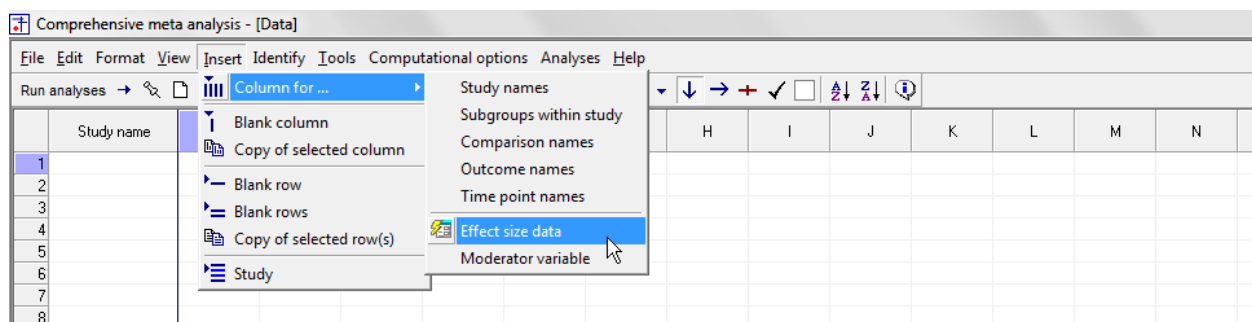 Comprehensive meta analysis - [Data]
File Edit Format View Insert Identify Tools Computational options Analyses Help
Run analyses
Column for ...
Blank column
Copy of selected column
Blank row
Blank rows
Copy of selected row(s)
Study
Study names
Subgroups within study
Comparison names
Outcome names
Time point names
Effect size data
Moderator variable
Study name H I J K L M N
1
2
3
4
5
6
7
8